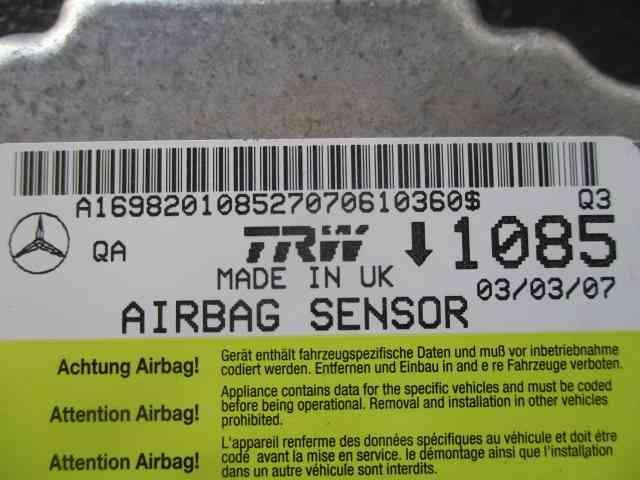 A169820108527070610360$ Q3
QA TRW 1085
MADE IN UK 03/03/07
AIRBAG SENSOR
Achtung Airbag! Gerät enthält fahrzeugspezifische Daten und muß vor inbetriebnahme
codiert werden. Entfernen und Einbau in and e re Fahrzeuge verboten.
Attention Airbag! Appliance contains data for the specific vehicles and must be coded
before being operational. Removal and installation in other vehicles
prohibited.
Attention Airbag! L'appareil renferme des données spécifiques au véhicule et doit être
codé avant la mise en service. le démontage ainsi que l'installation
dans un autre véhicule sont interdits.